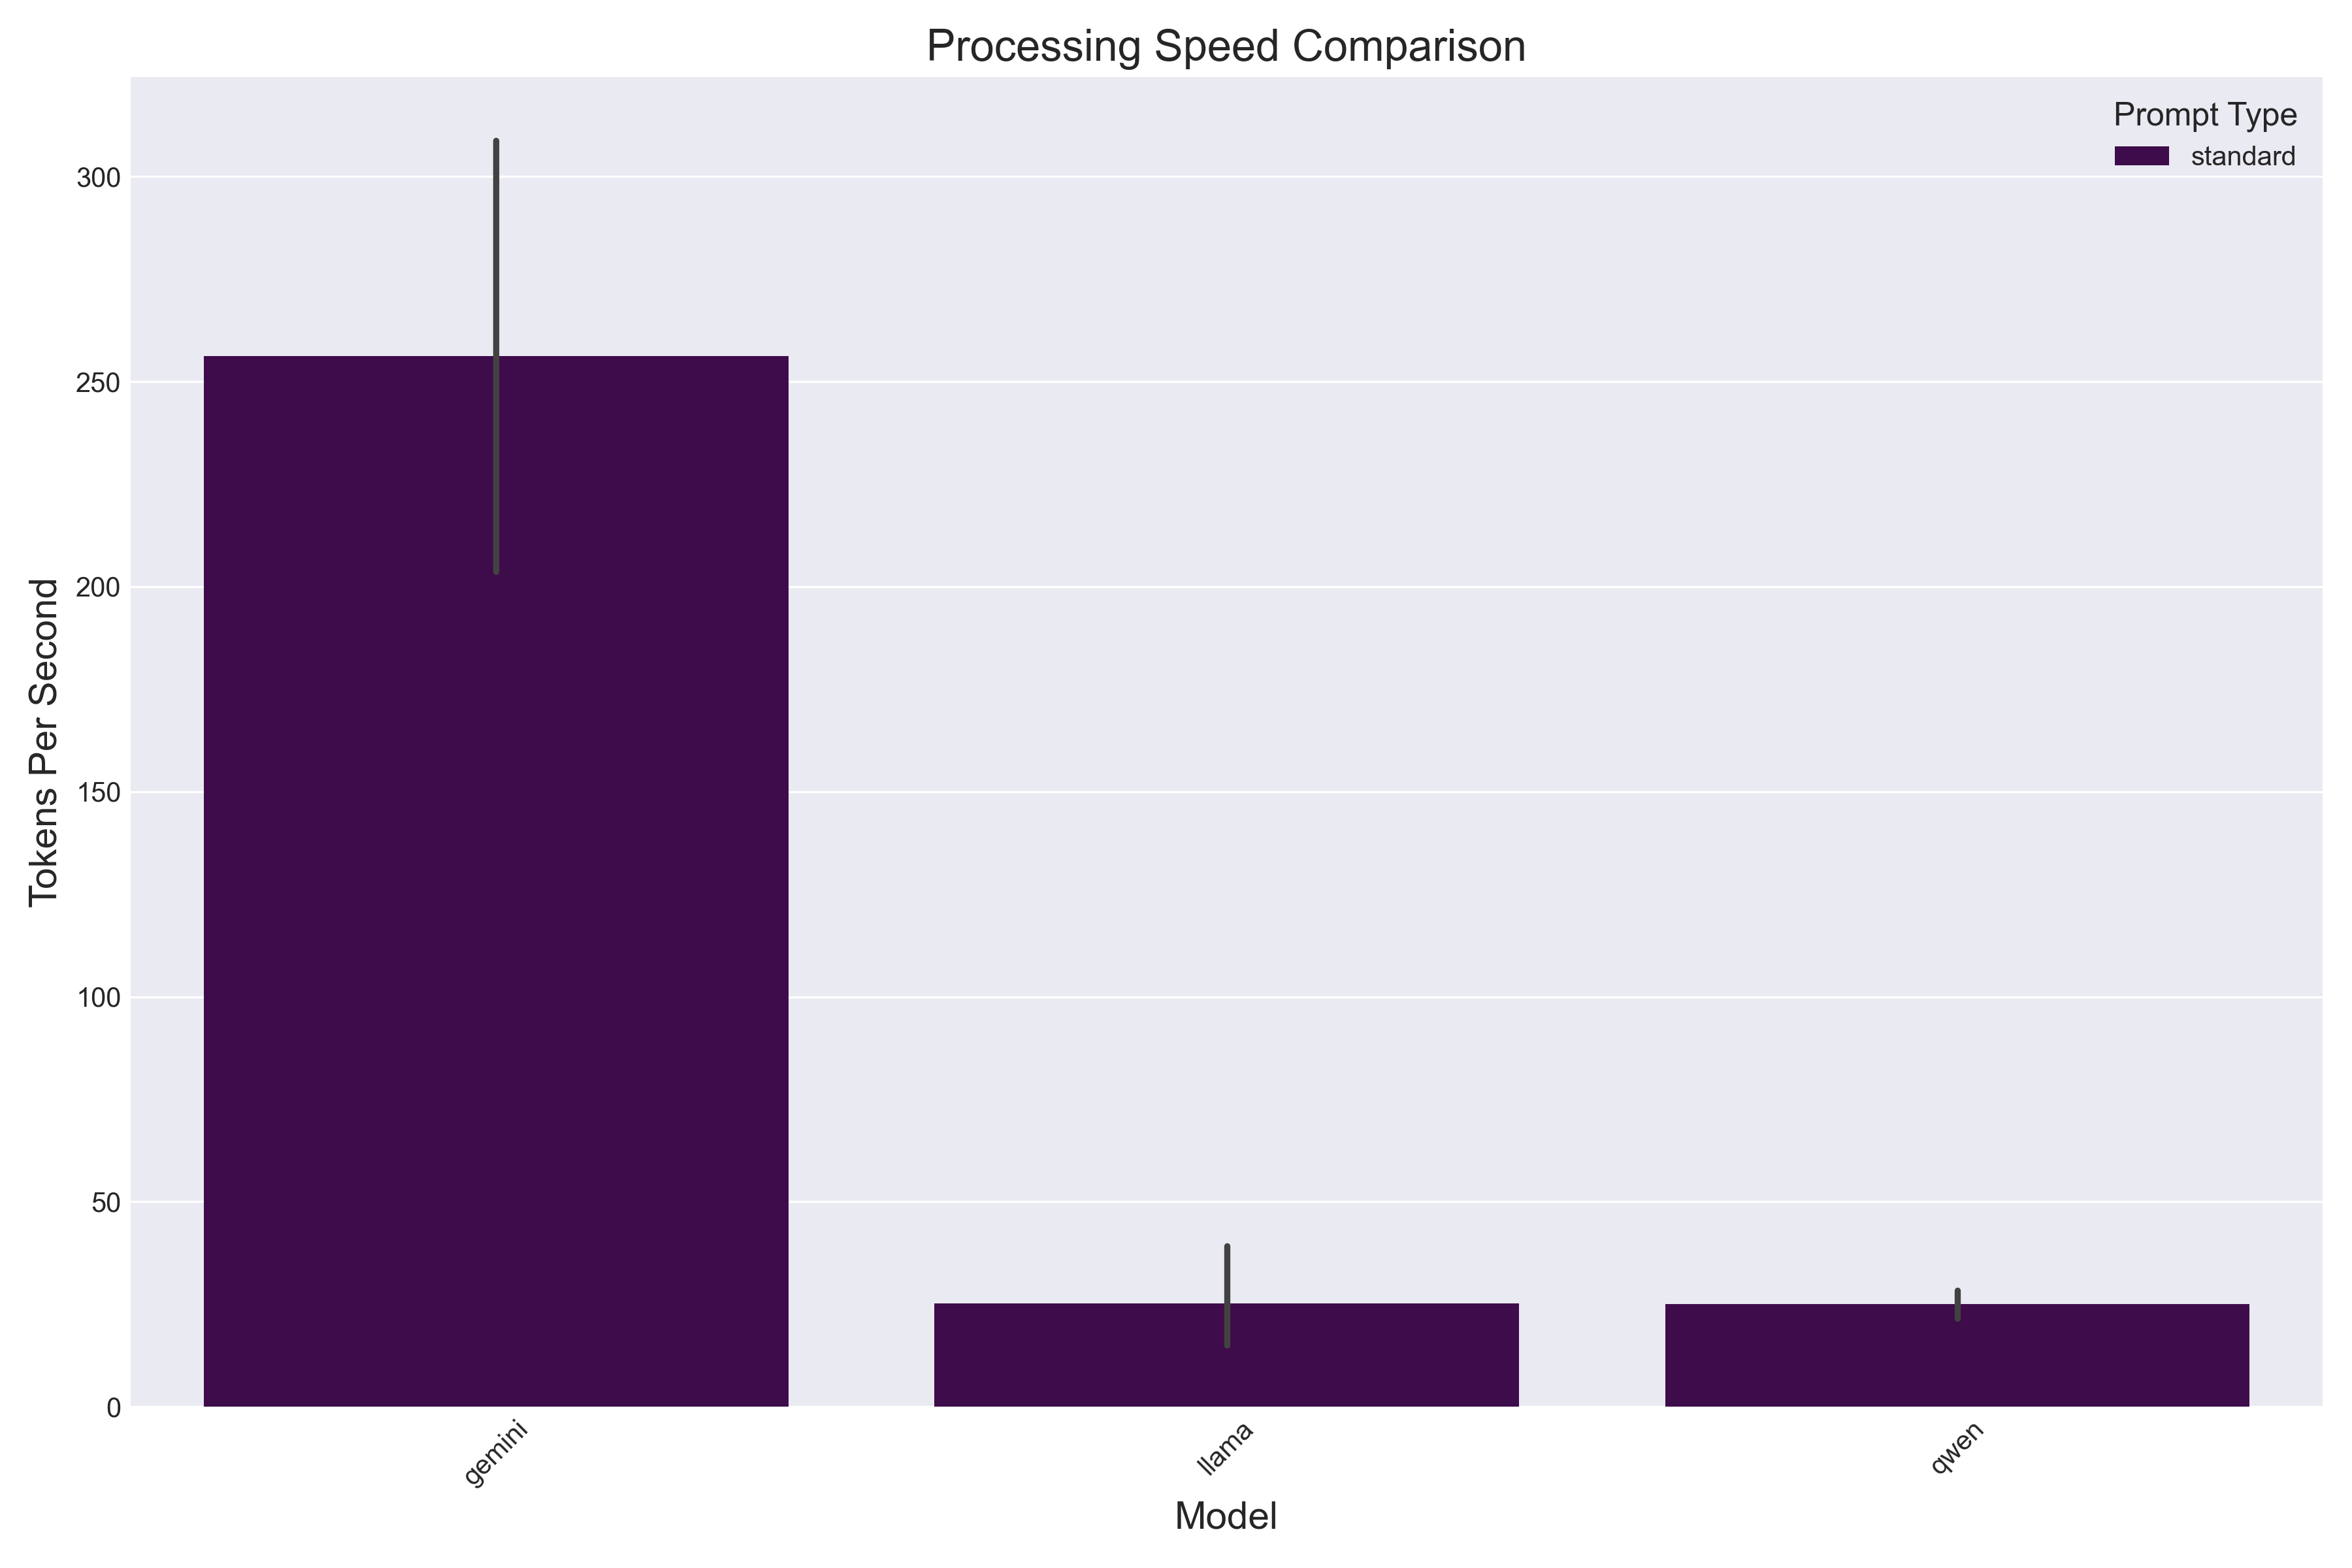 Processing Speed Comparison
Prompt Type
standard
300
250
200
150
100
50
0
Tokens Per Second
gemini
llama
qwen
Model